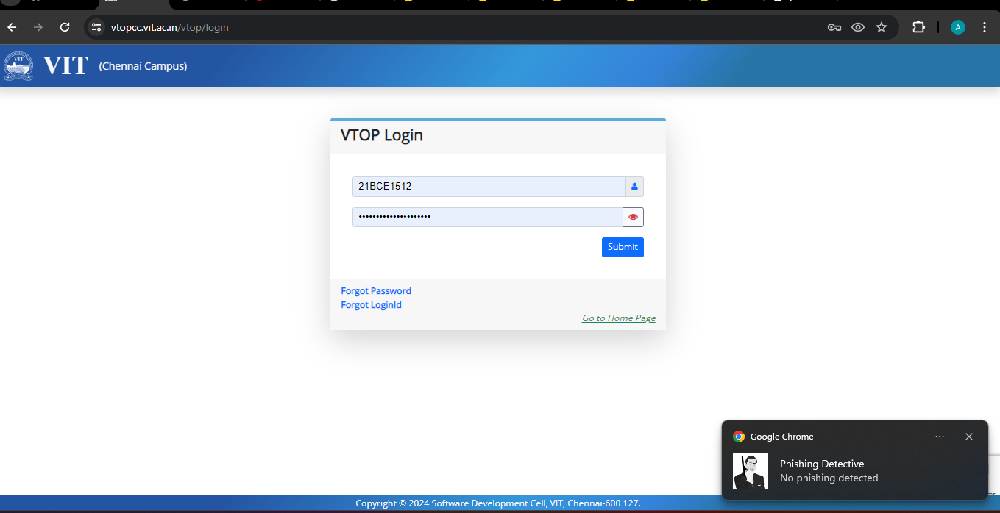 vtopcc.vit.ac.in/vtop/login
A
VIT
VIT (Chennai Campus)
VTOP Login
21BCE1512
•••••••••••••••••••••
Submit
Forgot Password
Forgot LoginId
Go to Home Page
Google Chrome
Phishing Detective
No phishing detected
Copyright © 2024 Software Development Cell, VIT, Chennai-600 127.